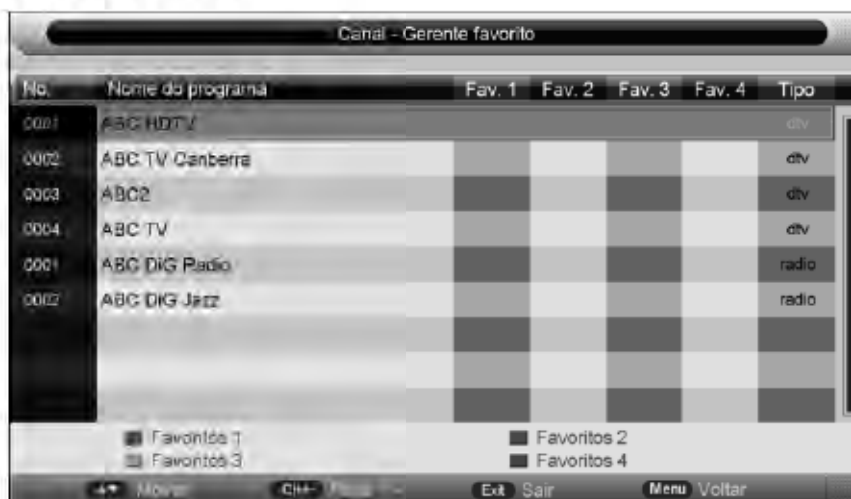 Canal - Gerente favorito
No. Nome do programa Fav. 1 Fav. 2 Fav. 3 Fav. 4 Tipo
0001 ABC HDTV dtv
0002 ABC TV Canberra dtv
0003 ABC2 dtv
0004 ABC TV dtv
0001 ABC DiG Radio radio
0002 ABC DiG Jazz radio
Favoritos 1 Favoritos 2
Favoritos 3 Favoritos 4
Mover CH+- Exit Sair Menu Voltar